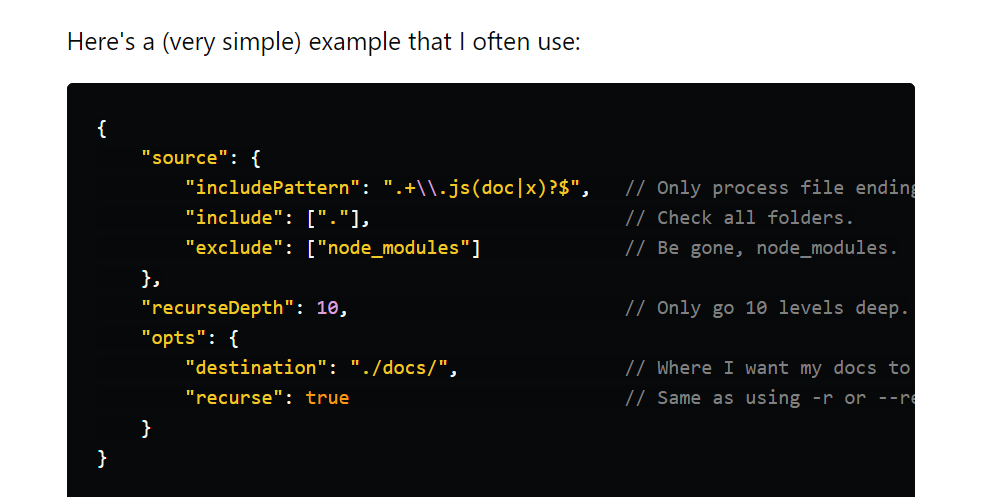 Here's a (very simple) example that I often use:
{
    "source": {
        "includePattern": ".+\\.js(doc|x)?$",   // Only process file ending
        "include": ["."],                       // Check all folders.
        "exclude": ["node_modules"]             // Be gone, node_modules.
    },
    "recurseDepth": 10,                         // Only go 10 levels deep.
    "opts": {
        "destination": "./docs/",               // Where I want my docs to
        "recurse": true                         // Same as using -r or
    }
}